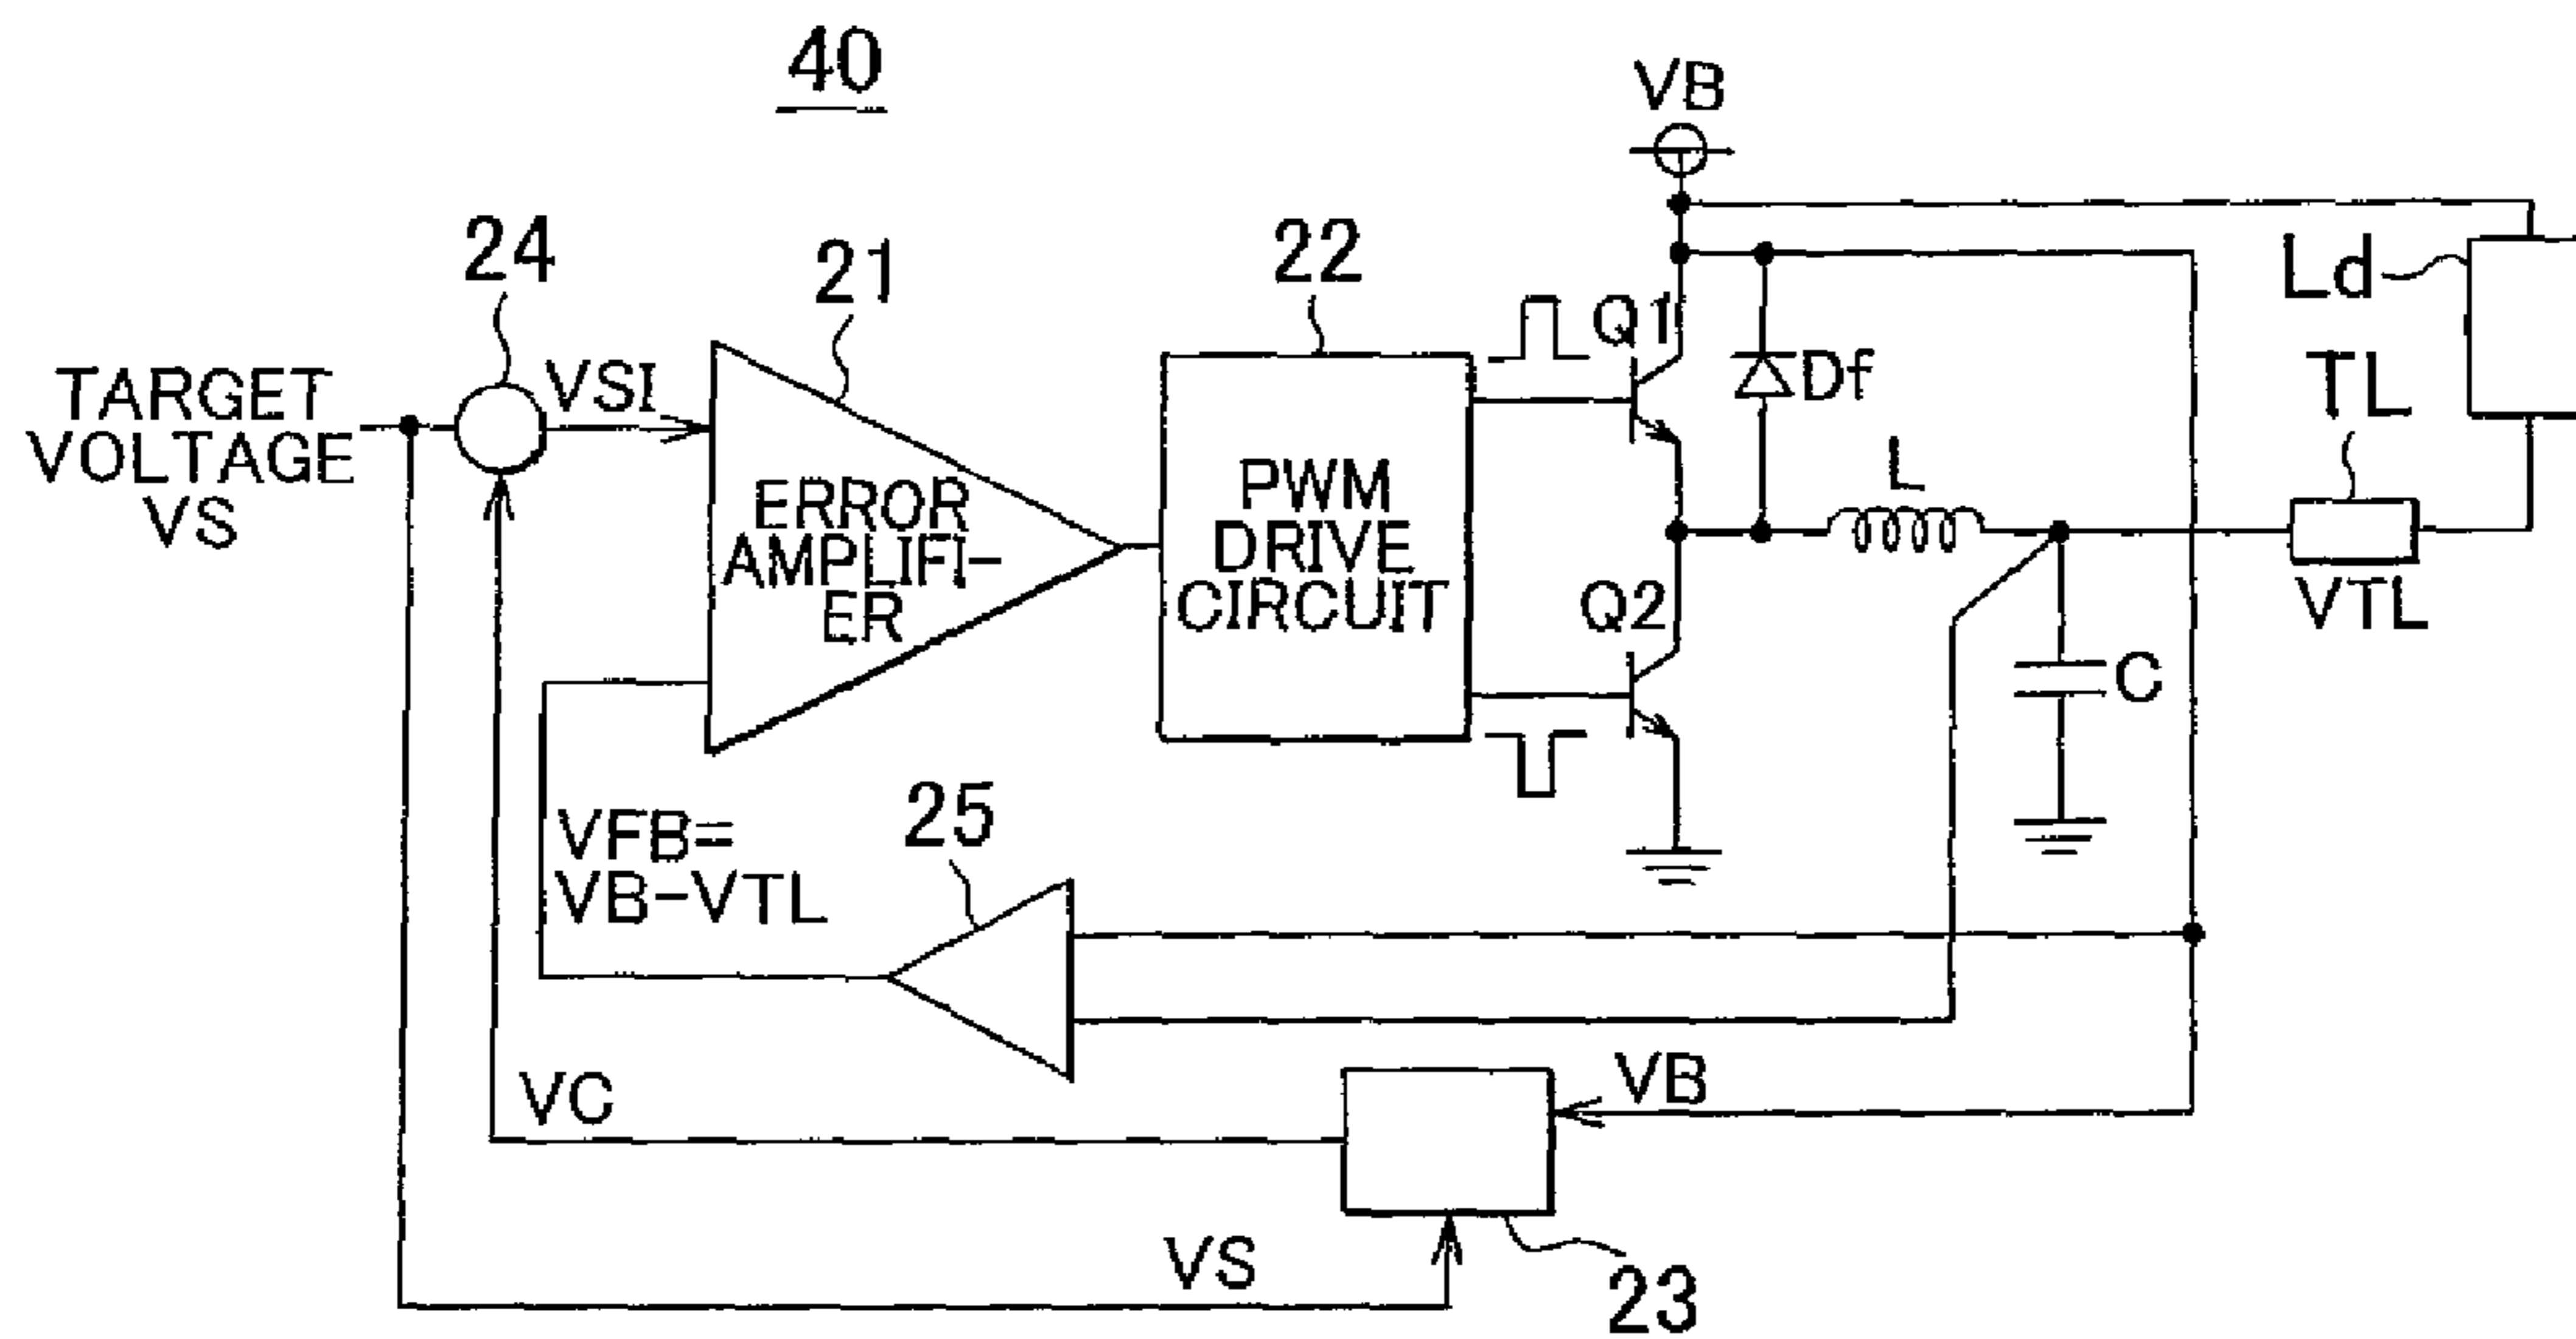 40
VB
24
21
22
Ld
Q1
Df
TL
TARGET
VOLTAGE
VS
VSI
ERROR
AMPLIFI-
ER
PWM
DRIVE
CIRCUIT
L
VTL
Q2
C
VFB=
VB-VTL
25
VC
VB
VS
23